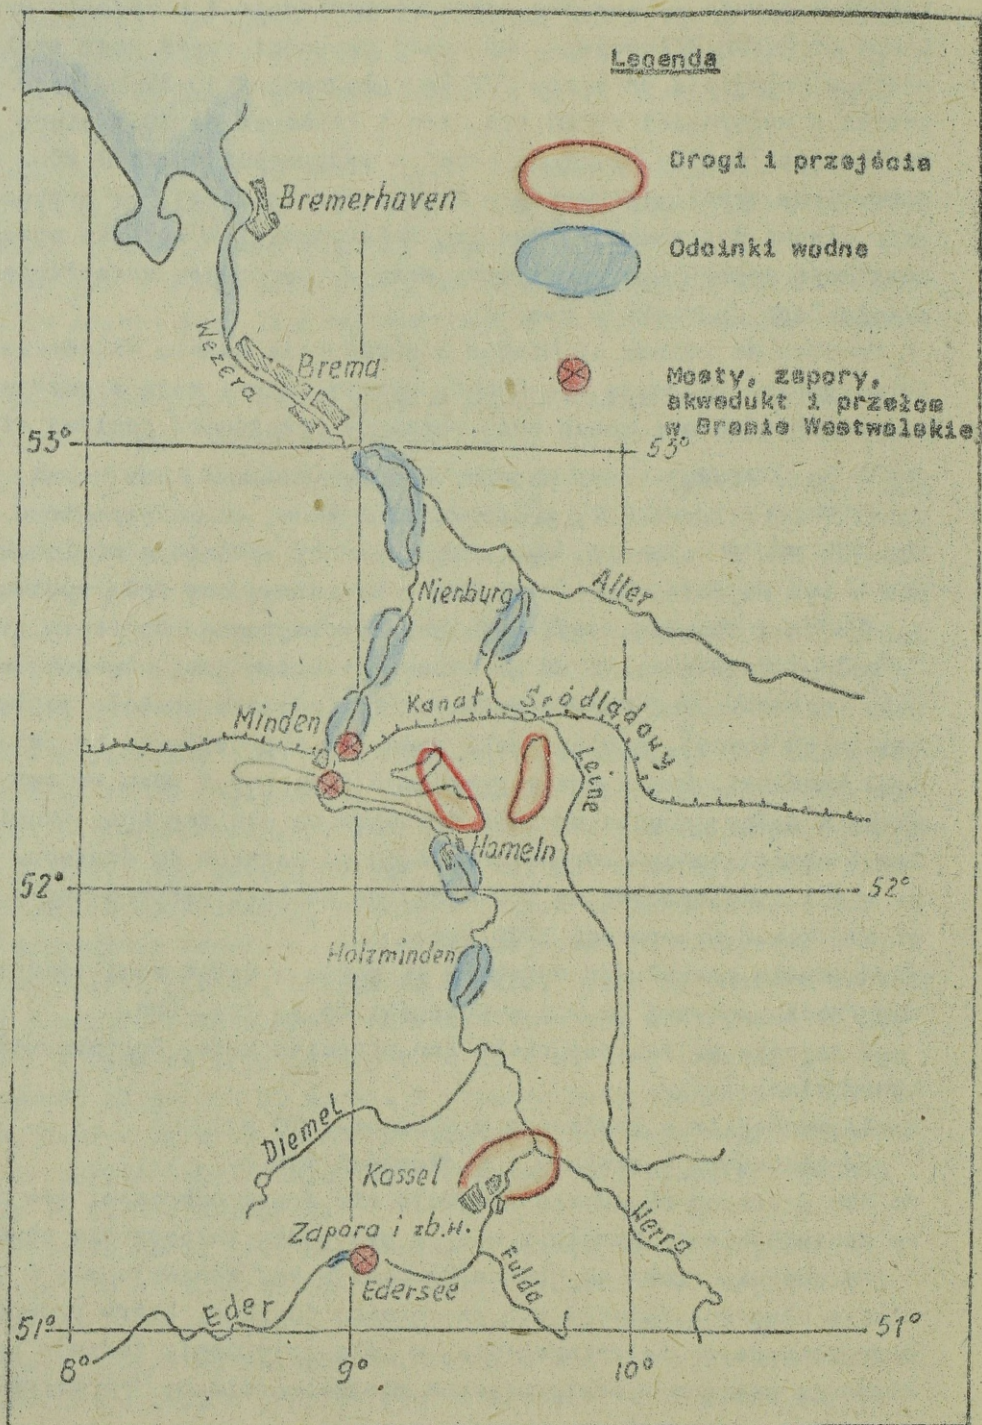 Legenda
Drogi i przejścia
Odcinki wodne
Mosty, zapory,
akwedukt i przełom
w Bramie Westwalskiej
Bremerhaven
Wezera
Brema
53°
53°
Nienburg
Aller
Minden
Kanał Śródlądowy
Leine
Hameln
52°
52°
Holzminden
Diemel
Kassel
Zapora i zb.H.
Edersee
Werra
Fulda
Eder
51°
51°
8°
9°
10°